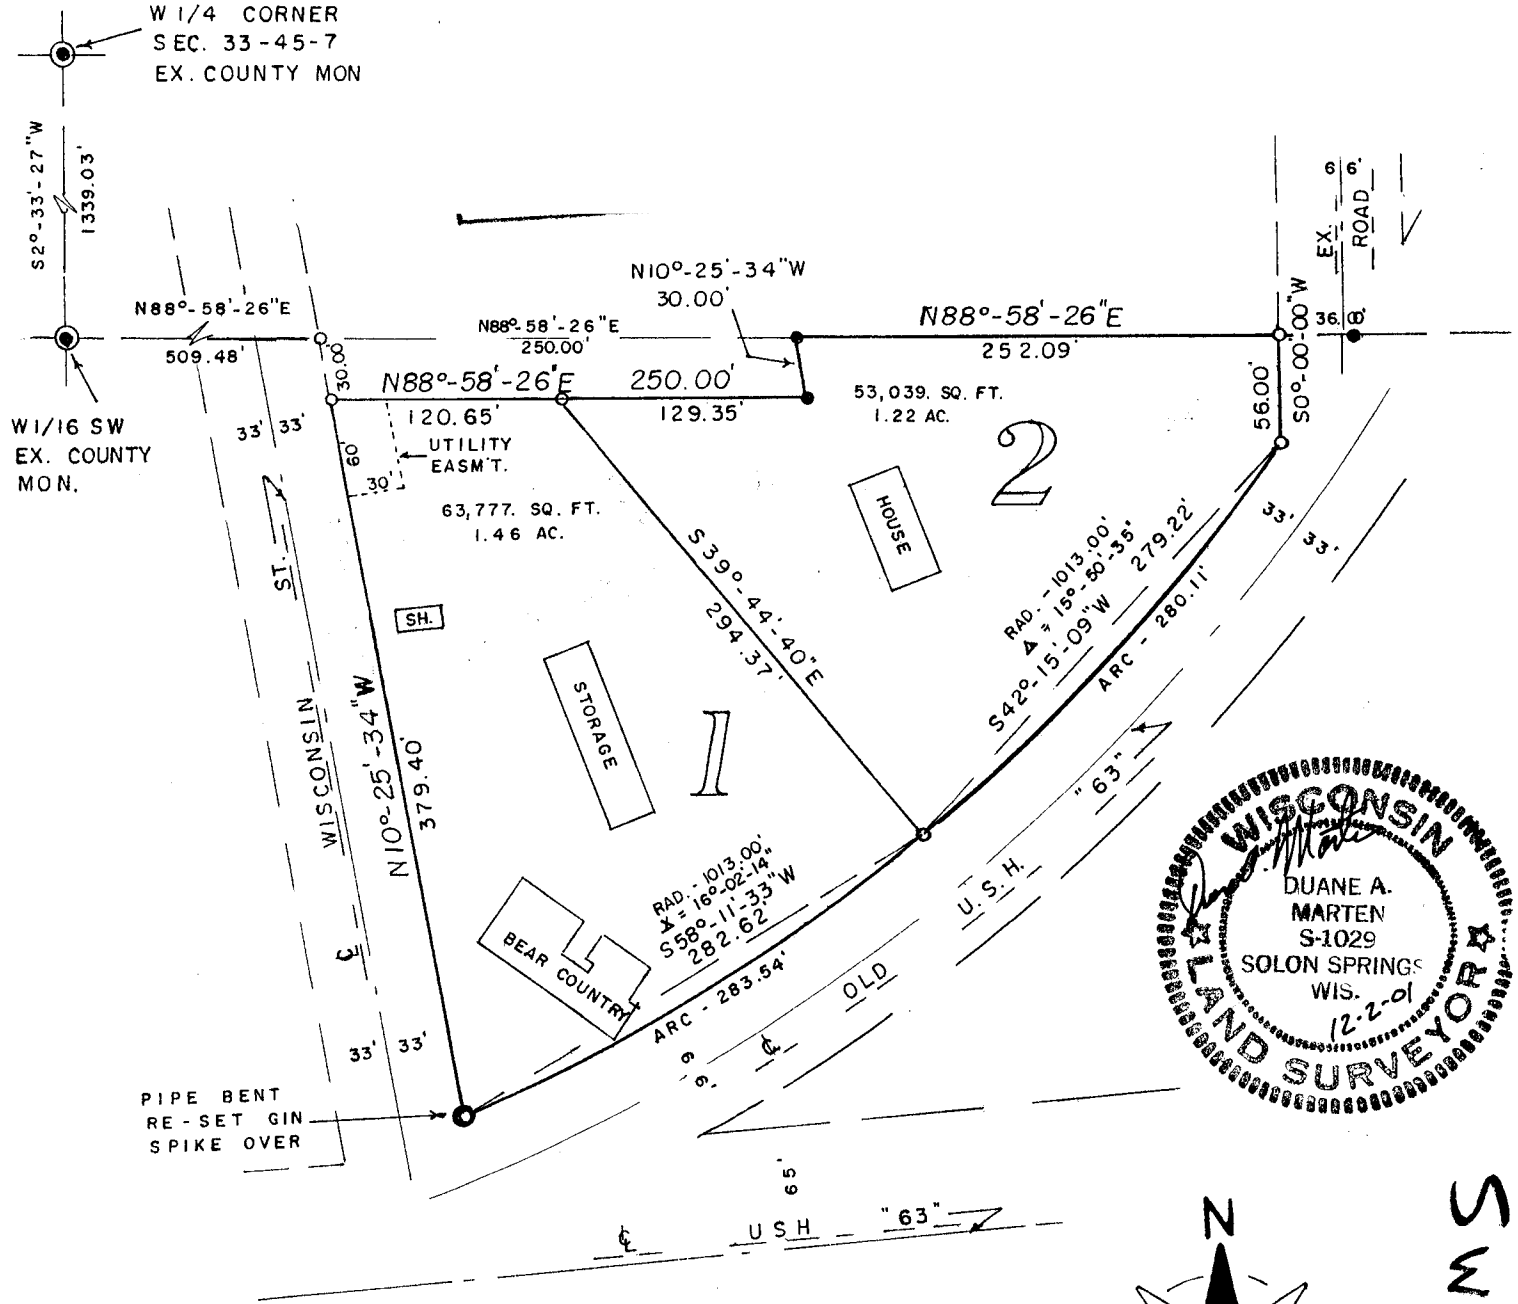 W 1/4 CORNER
SEC. 33-45-7
EX. COUNTY MON
S2°-33'-27"W
1339.03'
N88°-58'-26"E
509.48'
W1/16 SW
EX. COUNTY
MON.
30.00'
N88°-58'-26"E
250.00'
N10°-25'-34"W
30.00'
N88°-58'-26"E
252.09'
66'
EX. ROAD
36.00'
S0°-00'-00"W
56.00'
N88°-58'-26"E 250.00'
120.65'
129.35'
53,039. SQ. FT.
1.22 AC.
2
33' 33'
60'
30'
UTILITY
EASM'T.
63,777. SQ. FT.
1.46 AC.
HOUSE
S39°-44'-40"E
294.37'
RAD. - 1013.00'
Δ = 15°-50'-35"
S42°-15'-09"W 279.22'
ARC - 280.11'
33'
33'
SH.
STORAGE
1
WISCONSIN ST.
℄
N10°-25'-34"W
379.40'
RAD. - 1013.00'
Δ = 16°-02-14"
S58°-11'-33"W
282.62'
ARC - 283.54'
BEAR COUNTRY
℄ OLD U.S.H. "63"
66'
33' 33'
PIPE BENT
RE-SET GIN
SPIKE OVER
65'
℄ USH "63"
WISCONSIN
DUANE A.
MARTEN
S-1029
SOLON SPRINGS
WIS.
12-2-01
LAND SURVEYOR
N